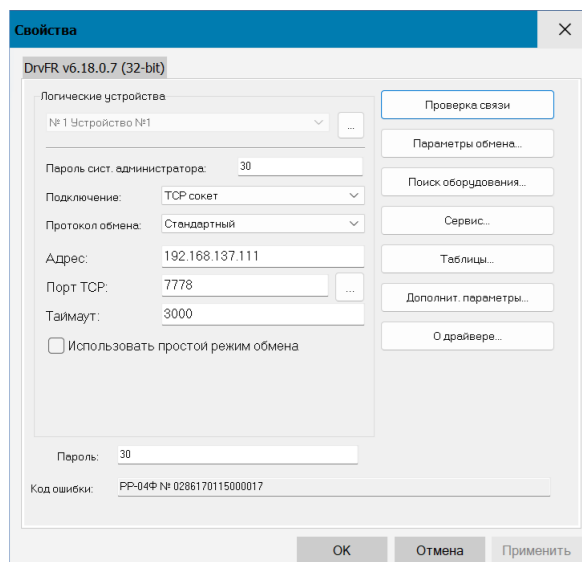 Свойства
DrvFR v6.18.0.7 (32-bit)
Логические устройства
№ 1 Устройство №1
...
Пароль сист. администратора: 30
Подключение: TCP сокет
Протокол обмена: Стандартный
Адрес: 192.168.137.111
Порт TCP: 7778 ...
Таймаут: 3000
Использовать простой режим обмена
Проверка связи
Параметры обмена...
Поиск оборудования...
Сервис...
Таблицы...
Дополнит. параметры...
О драйвере...
Пароль: 30
Код ошибки: РР-04Ф № 0286170115000017
OK Отмена Применить